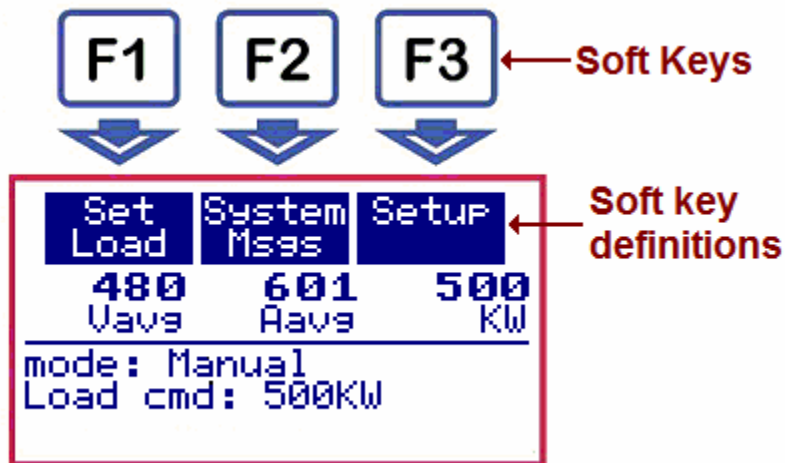 F1 F2 F3 Soft Keys
Set System Setup
Load Msgs
Soft key
definitions
480 601 500
Vavg Aavg KW
mode: Manual
Load cmd: 500KW